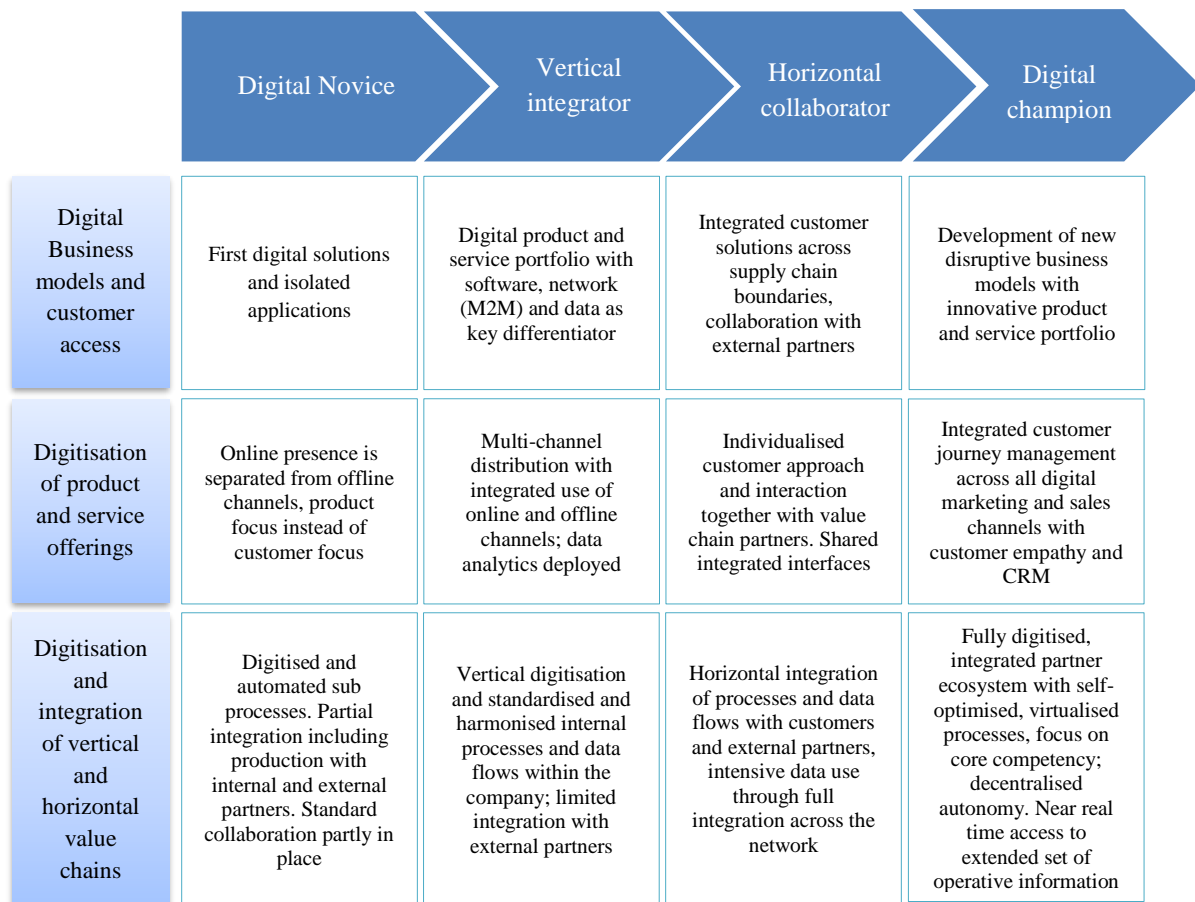 Digital Novice
Vertical
integrator
Horizontal
collaborator
Digital
champion
Digital
Business
models and
customer
access
First digital solutions
and isolated
applications
Digital product and
service portfolio with
software, network
(M2M) and data as
key differentiator
Integrated customer
solutions across
supply chain
boundaries,
collaboration with
external partners
Development of new
disruptive business
models with
innovative product
and service portfolio
Digitisation
of product
and service
offerings
Online presence is
separated from offline
channels, product
focus instead of
customer focus
Multi-channel
distribution with
integrated use of
online and offline
channels; data
analytics deployed
Individualised
customer approach
and interaction
together with value
chain partners. Shared
integrated interfaces
Integrated customer
journey management
across all digital
marketing and sales
channels with
customer empathy and
CRM
Digitisation
and
integration
of vertical
and
horizontal
value
chains
Digitised and
automated sub
processes. Partial
integration including
production with
internal and external
partners. Standard
collaboration partly in
place
Vertical digitisation
and standardised and
harmonised internal
processes and data
flows within the
company; limited
integration with
external partners
Horizontal integration
of processes and data
flows with customers
and external partners,
intensive data use
through full
integration across the
network
Fully digitised,
integrated partner
ecosystem with self-
optimised, virtualised
processes, focus on
core competency;
decentralised
autonomy. Near real
time access to
extended set of
operative information